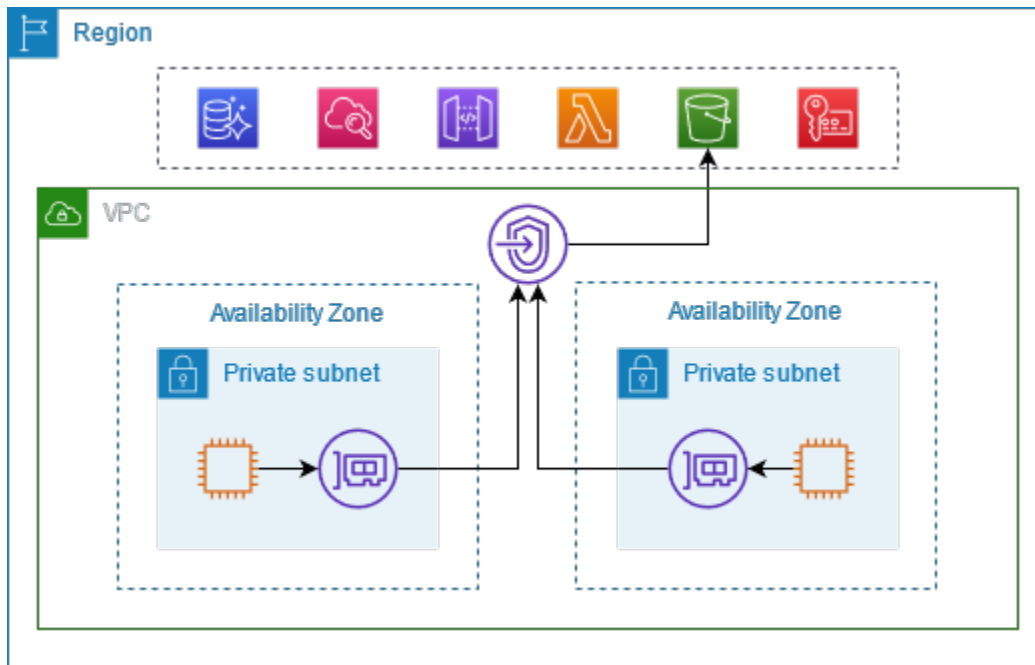 Region
VPC
Availability Zone
Availability Zone
Private subnet
Private subnet